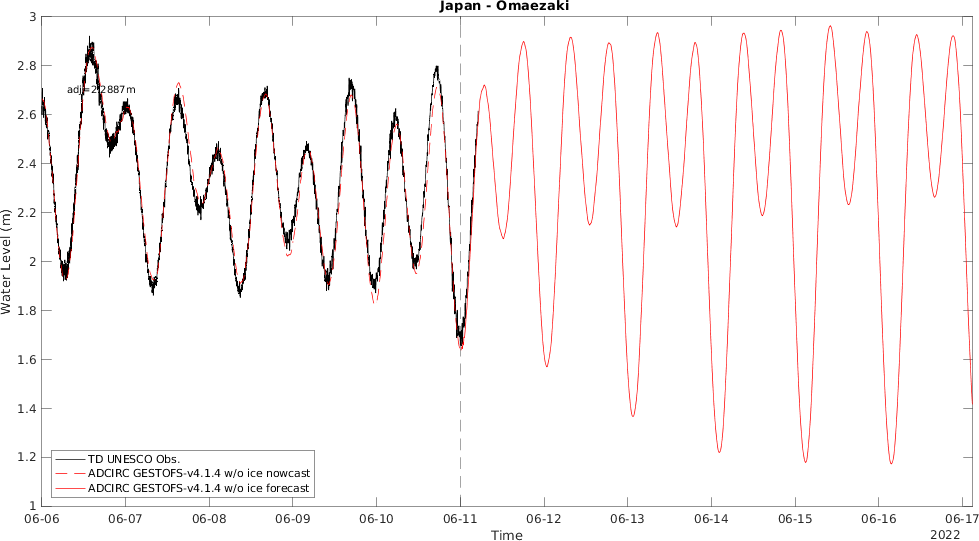 Japan - Omaezaki
3
2.8
adj=2.2887m
2.6
2.4
2.2
2
1.8
1.6
1.4
1.2
1
Water Level (m)
TD UNESCO Obs.
ADCIRC GESTOFS-v4.1.4 w/o ice nowcast
ADCIRC GESTOFS-v4.1.4 w/o ice forecast
06-06 06-07 06-08 06-09 06-10 06-11 06-12 06-13 06-14 06-15 06-16 06-17
Time
2022